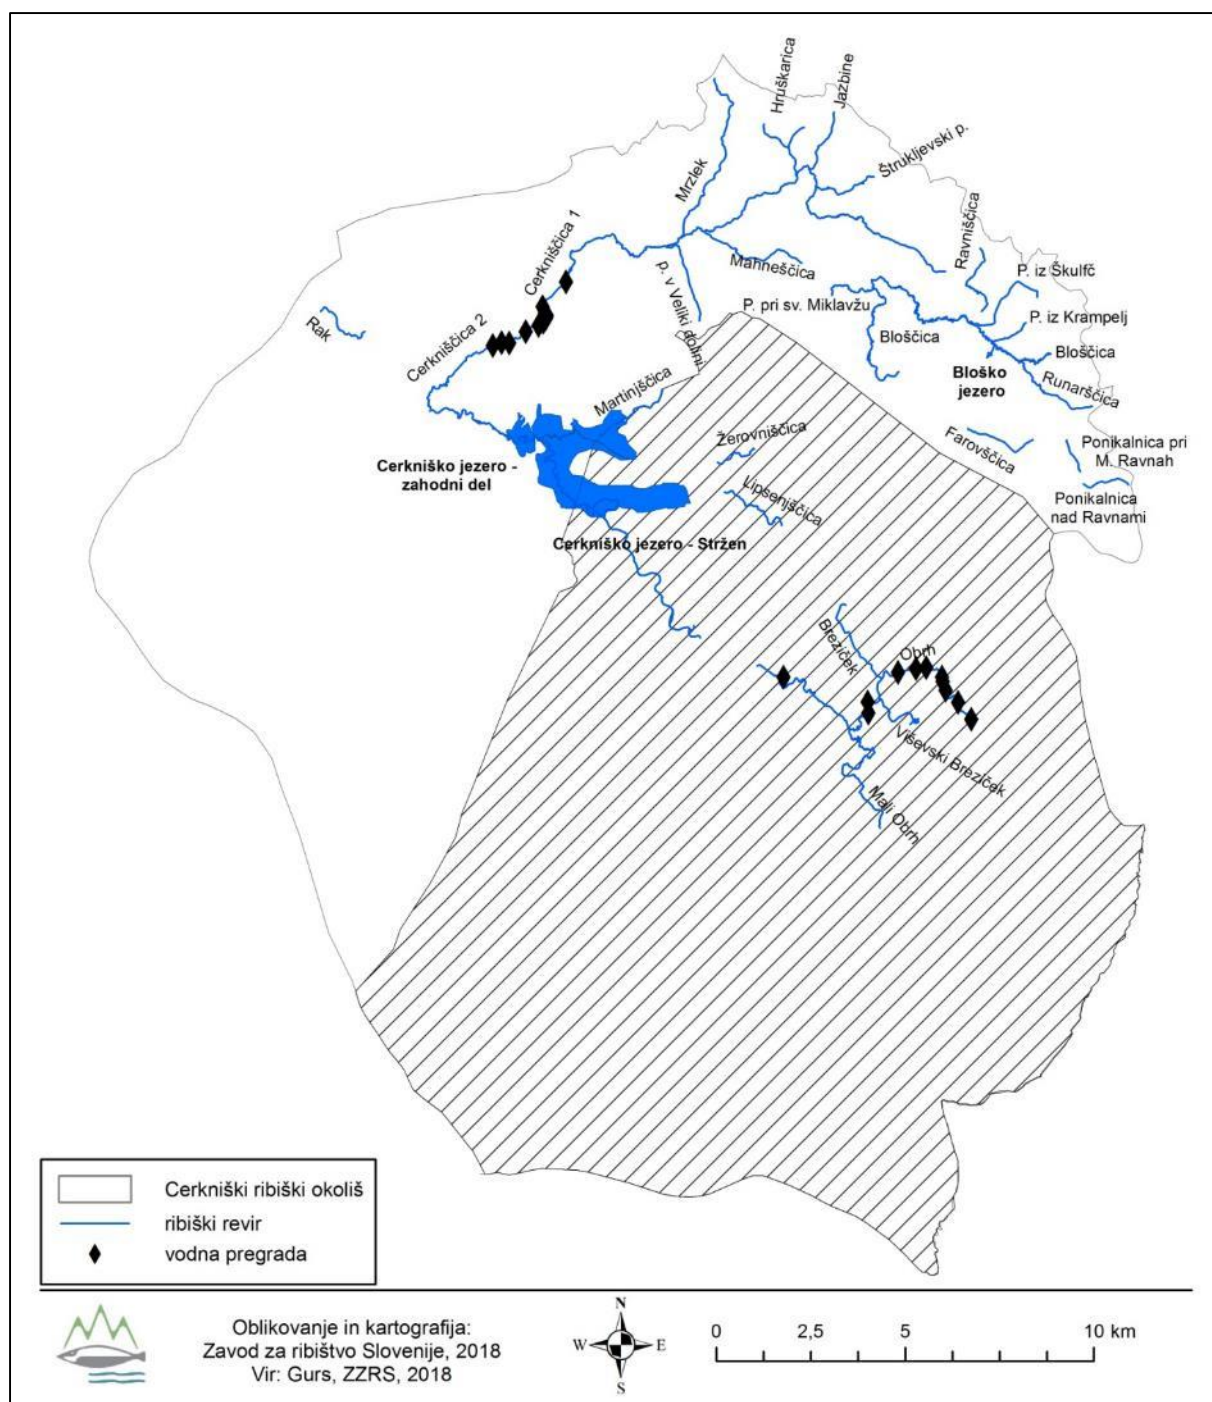 Hruškarica
Jazbine
Štrukljevski p.
Mrzlek
Cerkniščica 1
Ravniščica
Mahneščica
P. iz Škulfč
p. v Veliki dolini
P. pri sv. Miklavžu
P. iz Krampelj
Rak
Cerkniščica 2
Bloščica
Bloščica
Bloško
jezero
Runarščica
Martinjščica
Žerovniščica
Farovščica
Ponikalnica pri
M. Ravnah
Cerkniško jezero -
zahodni del
Lipsenjščica
Ponikalnica
nad Ravnami
Cerkniško jezero - Stržen
Breziček
Obrh
Viševski Breziček
Mali Obrh
Cerkniški ribiški okoliš
ribiški revir
vodna pregrada
Oblikovanje in kartografija:
Zavod za ribištvo Slovenije, 2018
Vir: Gurs, ZZRS, 2018
N
W
E
S
0 2,5 5 10 km